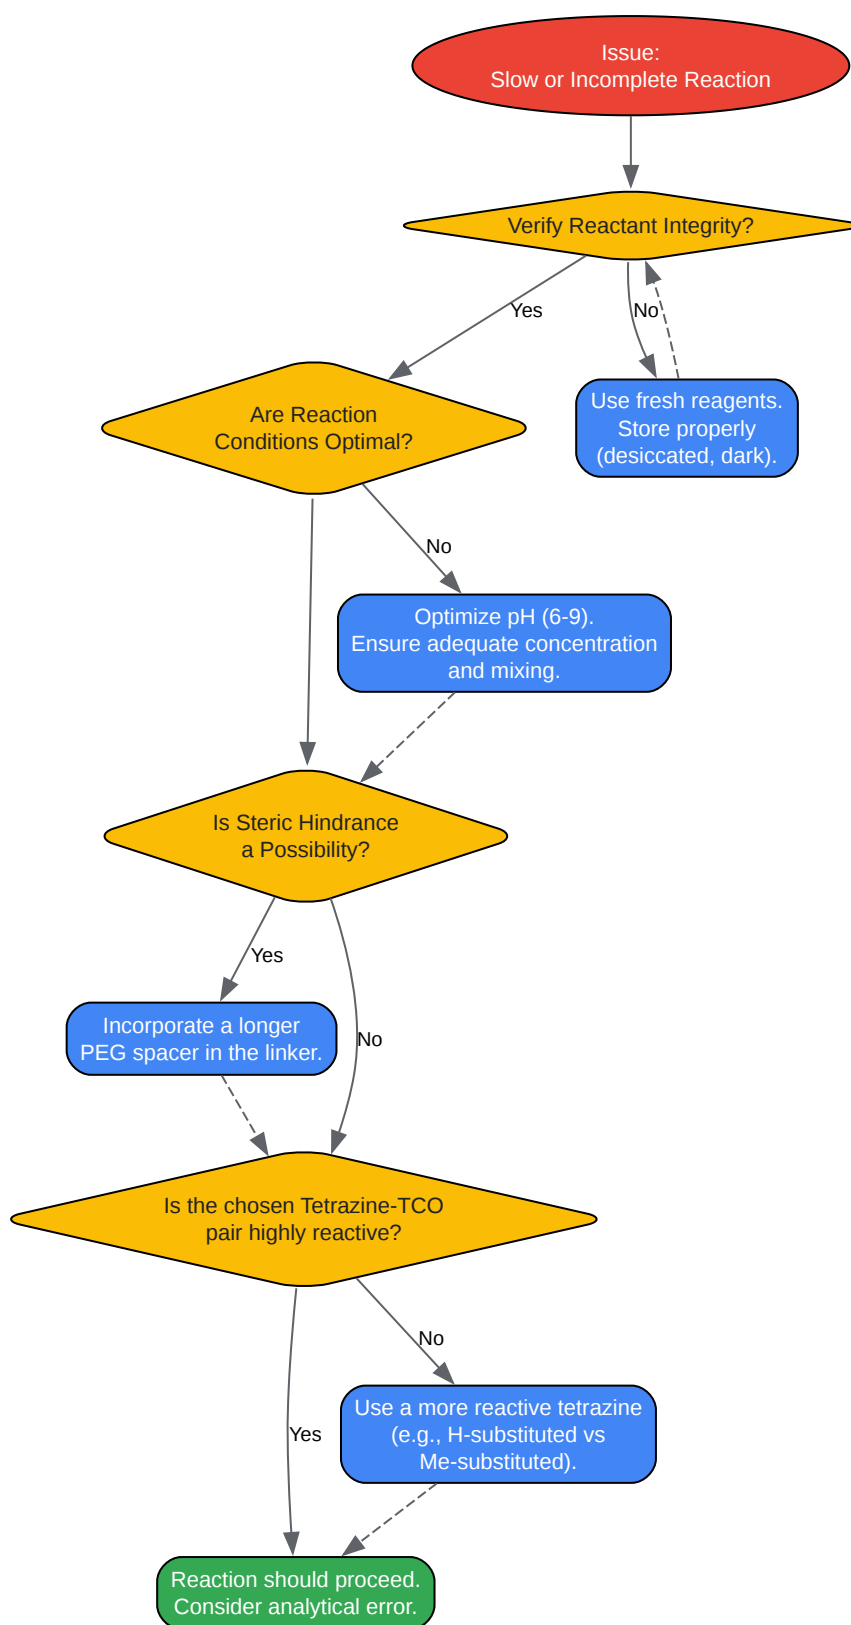 Issue:
Slow or Incomplete Reaction
Verify Reactant Integrity?
Yes
No
Use fresh reagents.
Store properly
(desiccated, dark).
Are Reaction
Conditions Optimal?
No
Optimize pH (6-9).
Ensure adequate concentration
and mixing.
Is Steric Hindrance
a Possibility?
Yes
No
Incorporate a longer
PEG spacer in the linker.
Is the chosen Tetrazine-TCO
pair highly reactive?
No
Yes
Use a more reactive tetrazine
(e.g., H-substituted vs
Me-substituted).
Reaction should proceed.
Consider analytical error.